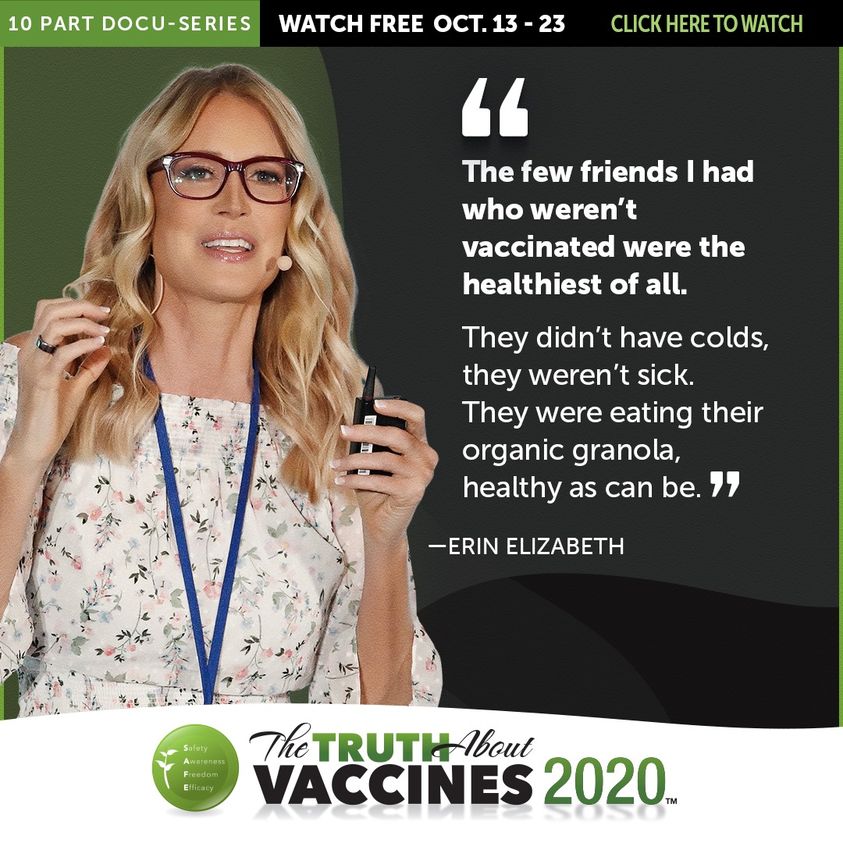 10 PART DOCU-SERIES
WATCH FREE OCT. 13 - 23
CLICK HERE TO WATCH
“
The few friends I had
who weren’t
vaccinated were the
healthiest of all.
They didn’t have colds,
they weren’t sick.
They were eating their
organic granola,
healthy as can be. ”
—ERIN ELIZABETH
Safety
Awareness
Freedom
Efficacy
The TRUTH About
VACCINES 2020™